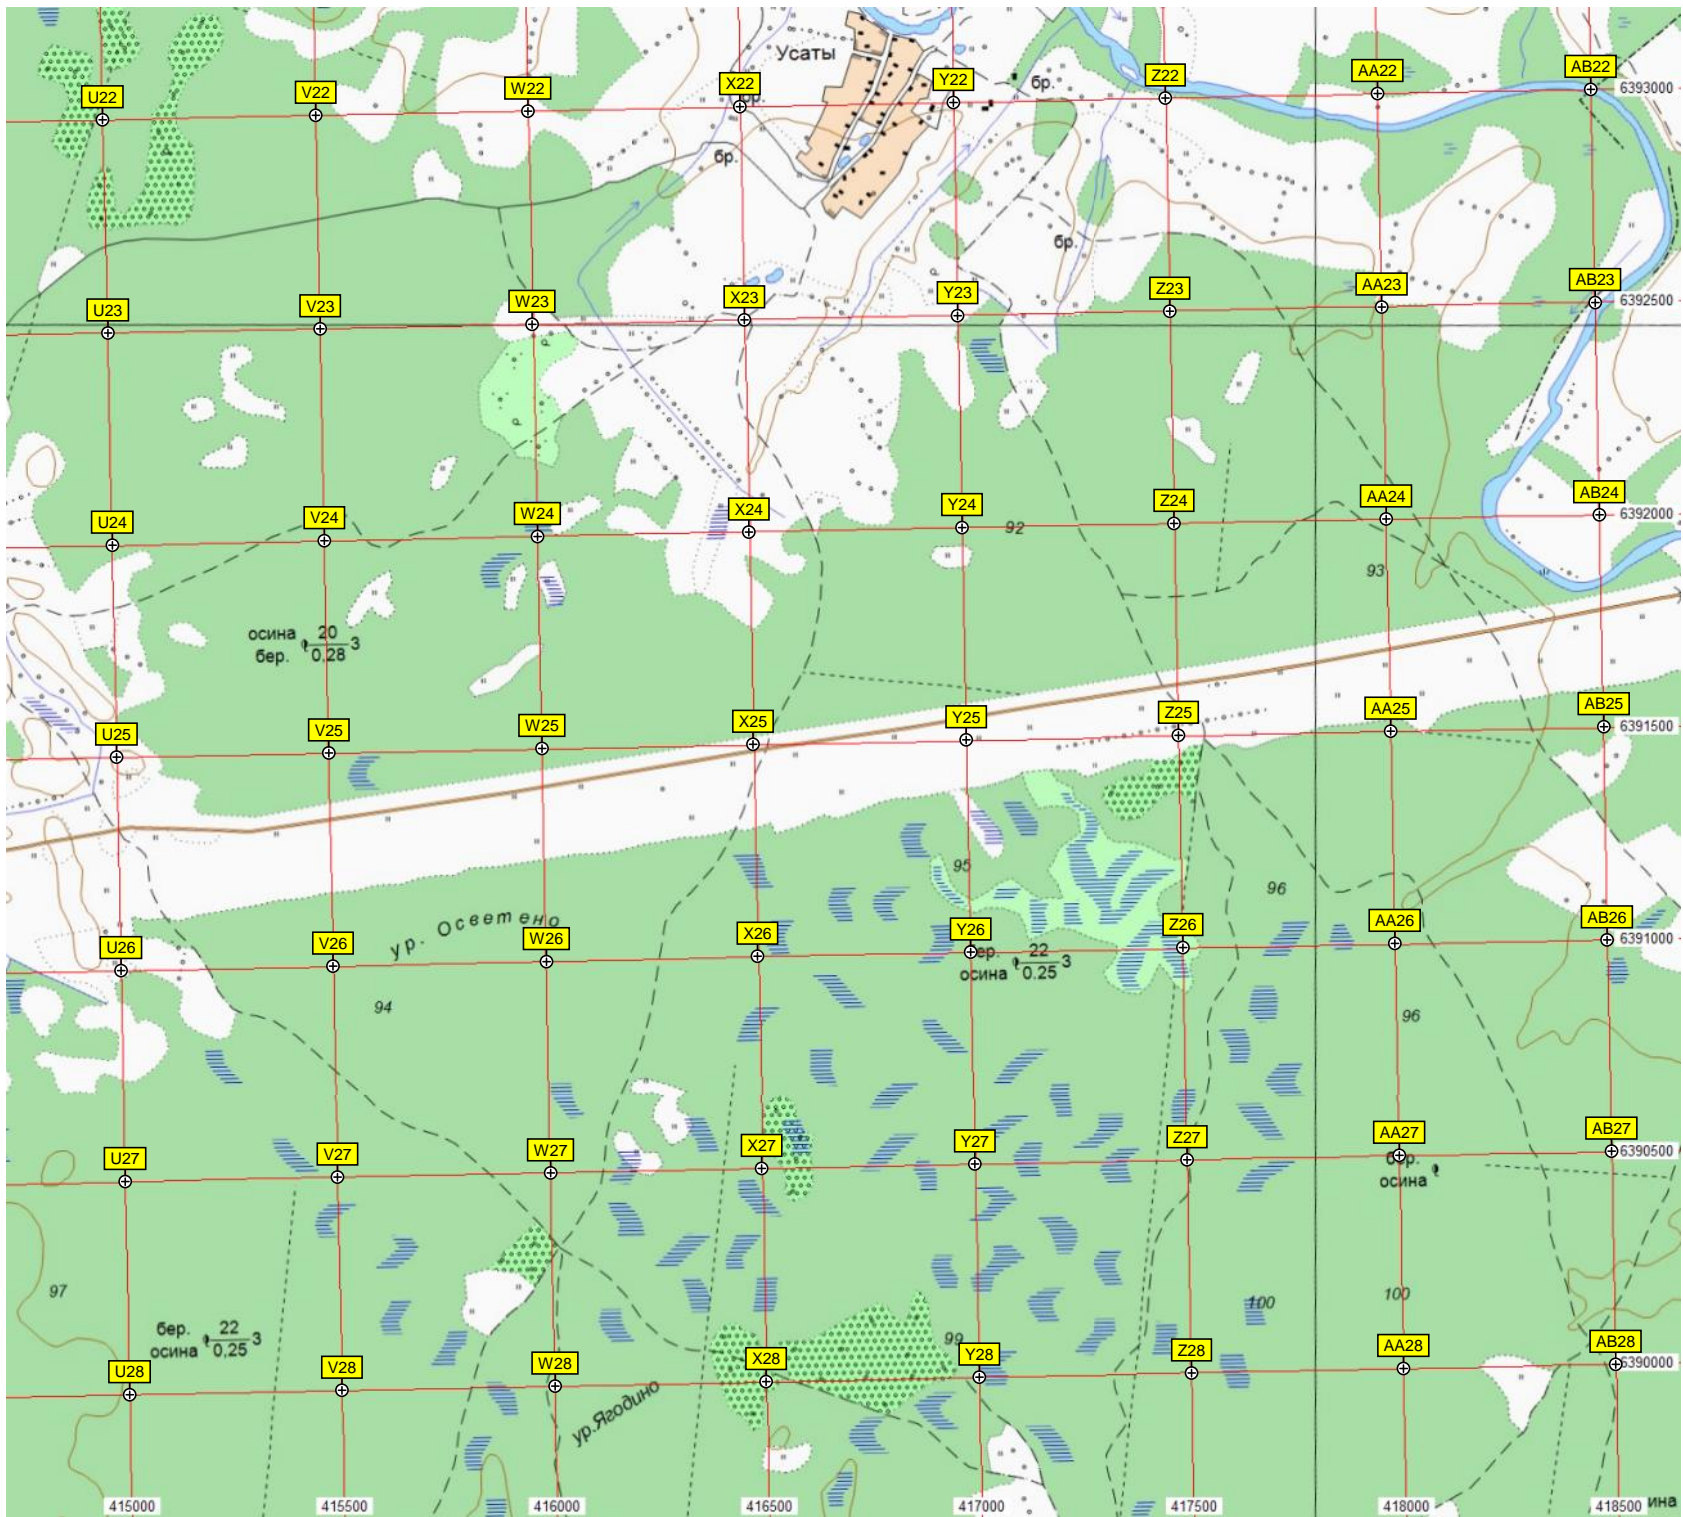 Усаты
U22 V22 W22 X22 Y22 Z22 AA22 AB22
6393000
бр.
бр.
бр.
бр.
U23 V23 W23 X23 Y23 Z23 AA23 AB23
6392500
U24 V24 W24 X24 Y24 Z24 AA24 AB24
6392000
92
93
осина 20 3
бер. 0,28
U25 V25 W25 X25 Y25 Z25 AA25 AB25
6391500
95
96
ур. Осветено
U26 V26 W26 X26 Y26 Z26 AA26 AB26
6391000
бер. 22 3
осина 0.25
94
96
U27 V27 W27 X27 Y27 Z27 AA27 AB27
6390500
бер.
осина
97
100
100
бер. 22 3
осина 0,25
99
U28 V28 W28 X28 Y28 Z28 AA28 AB28
6390000
ур.Ягодино
415000 415500 416000 416500 417000 417500 418000 418500 ина